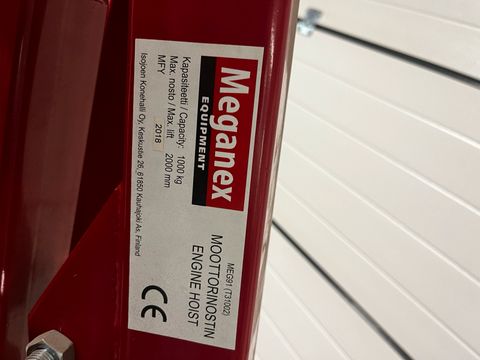 Meganex
EQUIPMENT
MEG91 (T31002)
MOOTTORINOSTIN
ENGINE HOIST
Kapasiteetti / Capacity: 1000 kg
Max. nosto / Max. lift 2000 mm
MFY 2018
Isojoen Konehalli Oy, Keskustie 26, 61850 Kauhajoki As, Finland
CE